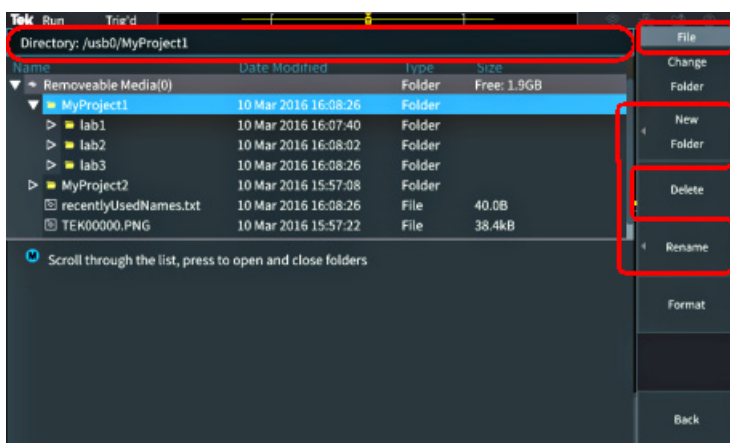 Tek Run Trig'd
Directory: /usb0/MyProject1
Name Date Modified Type Size
Removeable Media(0) Folder Free: 1.9GB
MyProject1 10 Mar 2016 16:08:26 Folder
lab1 10 Mar 2016 16:07:40 Folder
lab2 10 Mar 2016 16:08:02 Folder
lab3 10 Mar 2016 16:08:26 Folder
MyProject2 10 Mar 2016 15:57:08 Folder
recentlyUsedNames.txt 10 Mar 2016 16:08:26 File 40.0B
TEK00000.PNG 10 Mar 2016 15:57:22 File 38.4kB
M Scroll through the list, press to open and close folders
File
Change
Folder
New
Folder
Delete
Rename
Format
Back